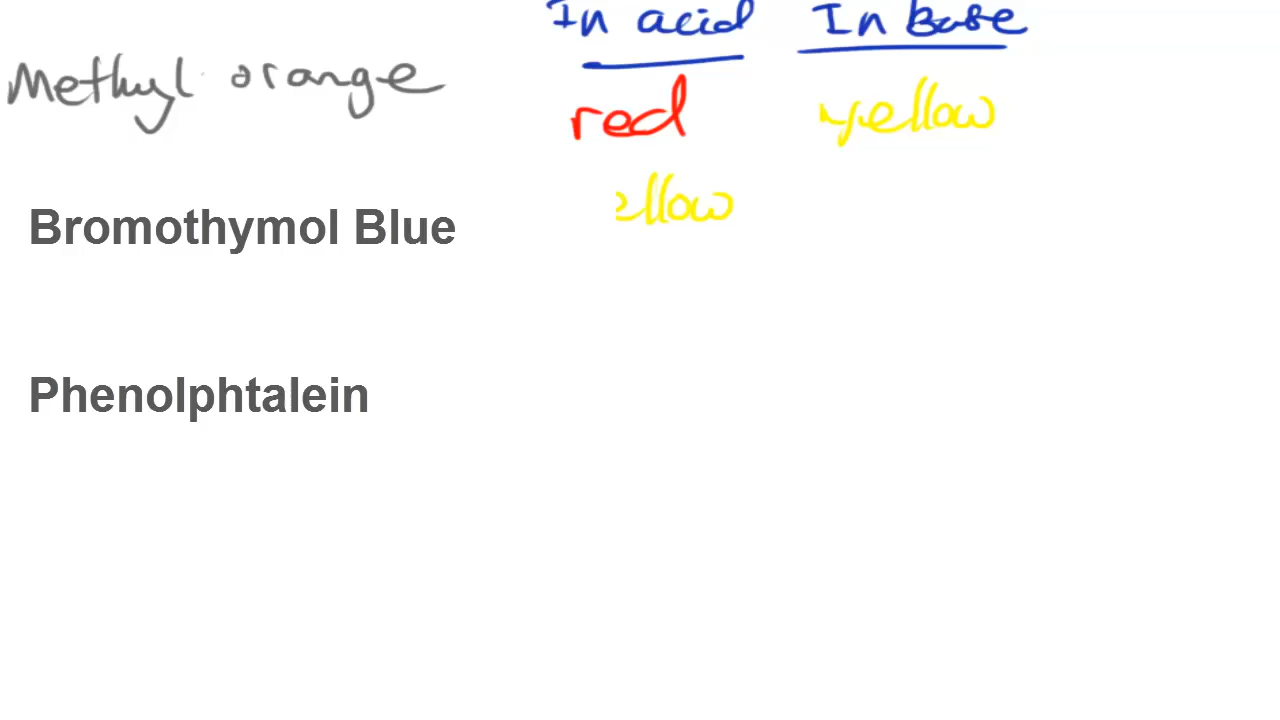 In acid In Base
Methyl orange red yellow
ellow
Bromothymol Blue
Phenolphtalein